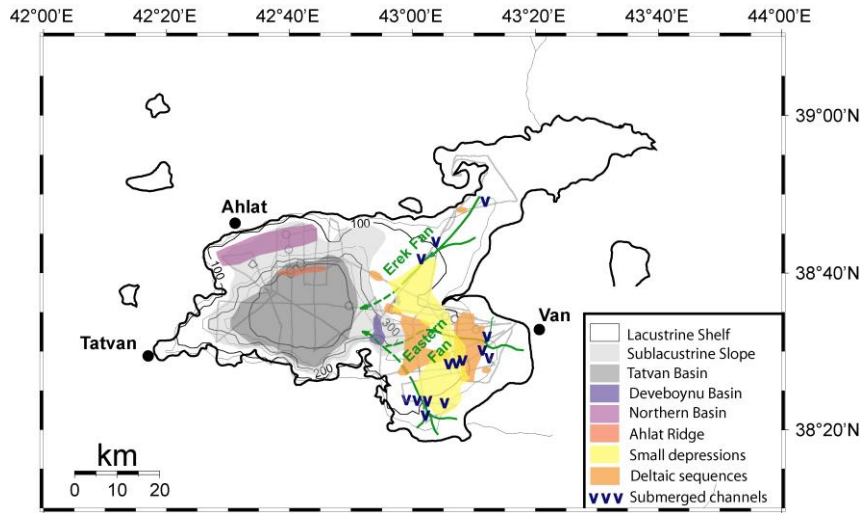 42°00'E 42°20' 42°40' 43°00' 43°20' 43°40' 44°00'E
39°00'N
Ahlat
100
Erek Fan
100
38°40'N
300
Van
Eastern
Fan
Tatvan
200
Lacustrine Shelf
Sublacustrine Slope
Tatvan Basin
Deveboynu Basin
Northern Basin
Ahlat Ridge
Small depressions
Deltaic sequences
v v v Submerged channels
38°20'N
km
0 10 20